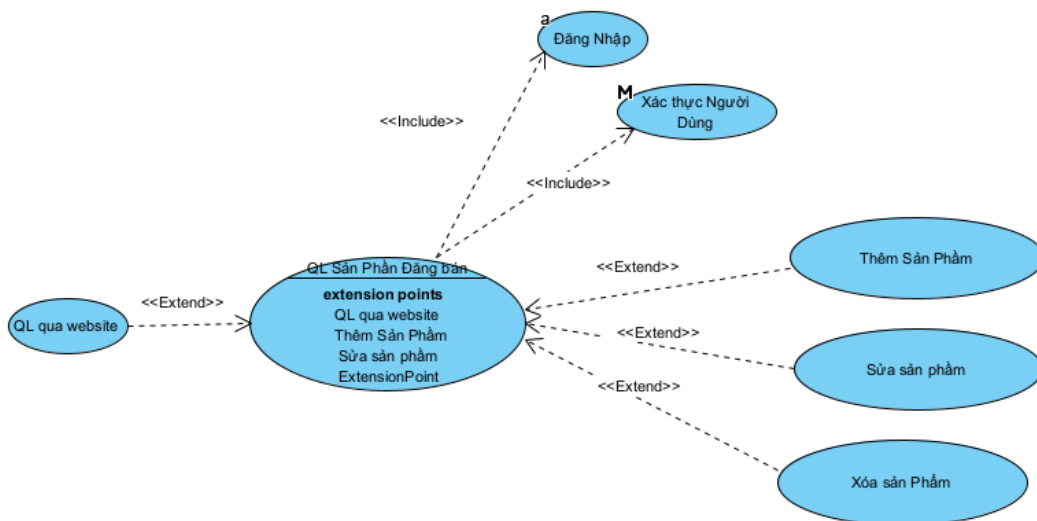 a
Đăng Nhập
M
Xác thực Người
Dùng
<<Include>>
<<Include>>
QL Sản Phần Đăng bán
extension points
QL qua website
Thêm Sản Phẩm
Sửa sản phẩm
ExtensionPoint
<<Extend>>
QL qua website
<<Extend>>
Thêm Sản Phẩm
<<Extend>>
Sửa sản phẩm
<<Extend>>
Xóa sản Phẩm